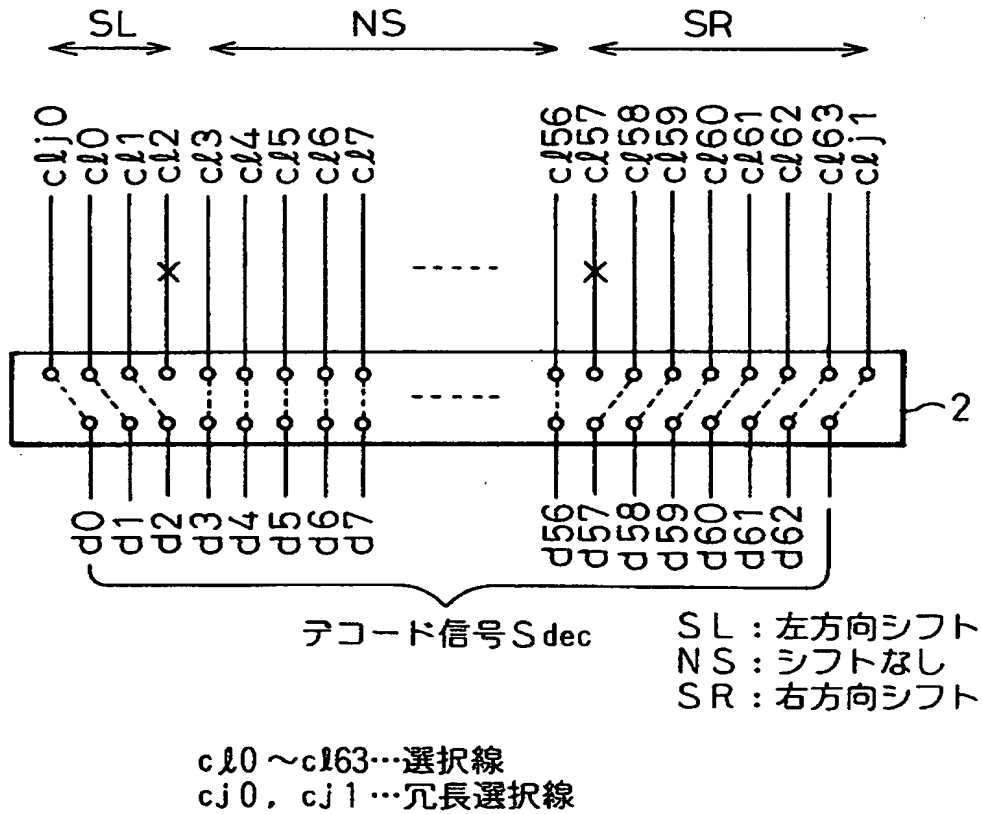 SL NS SR
cℓj0 cℓ0 cℓ1 cℓ2 cℓ3 cℓ4 cℓ5 cℓ6 cℓ7 cℓ56 cℓ57 cℓ58 cℓ59 cℓ60 cℓ61 cℓ62 cℓ63 cℓj1
2
d0 d1 d2 d3 d4 d5 d6 d7 d56 d57 d58 d59 d60 d61 d62
デコード信号Sdec
SL:左方向シフト
NS:シフトなし
SR:右方向シフト
cℓ0〜cℓ63…選択線
cj0, cj1…冗長選択線